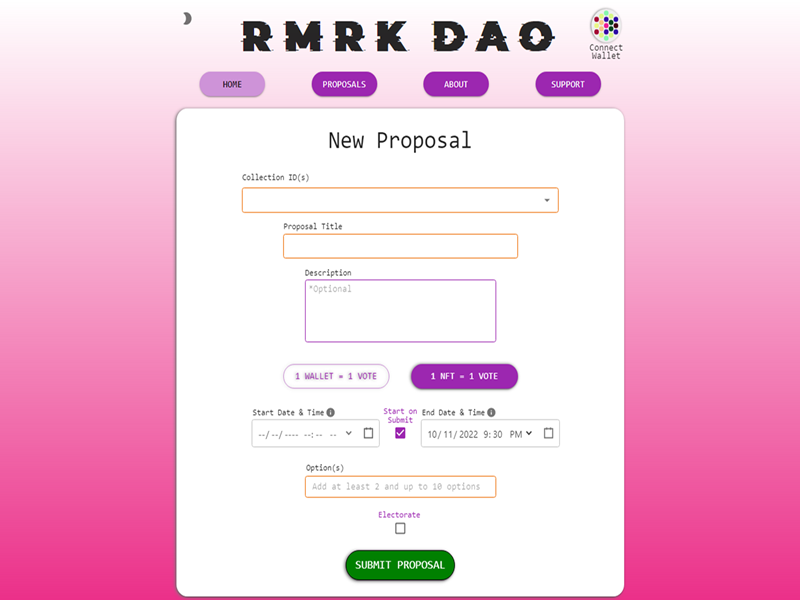 RMRK DAO
Connect
Wallet
HOME
PROPOSALS
ABOUT
SUPPORT
New Proposal
Collection ID(s)
Proposal Title
Description
*Optional
1 WALLET = 1 VOTE
1 NFT = 1 VOTE
Start Date & Time
Start on
Submit
End Date & Time
--/--/---- --:-- --
10/11/2022 9:30 PM
Option(s)
Add at least 2 and up to 10 options
Electorate
SUBMIT PROPOSAL